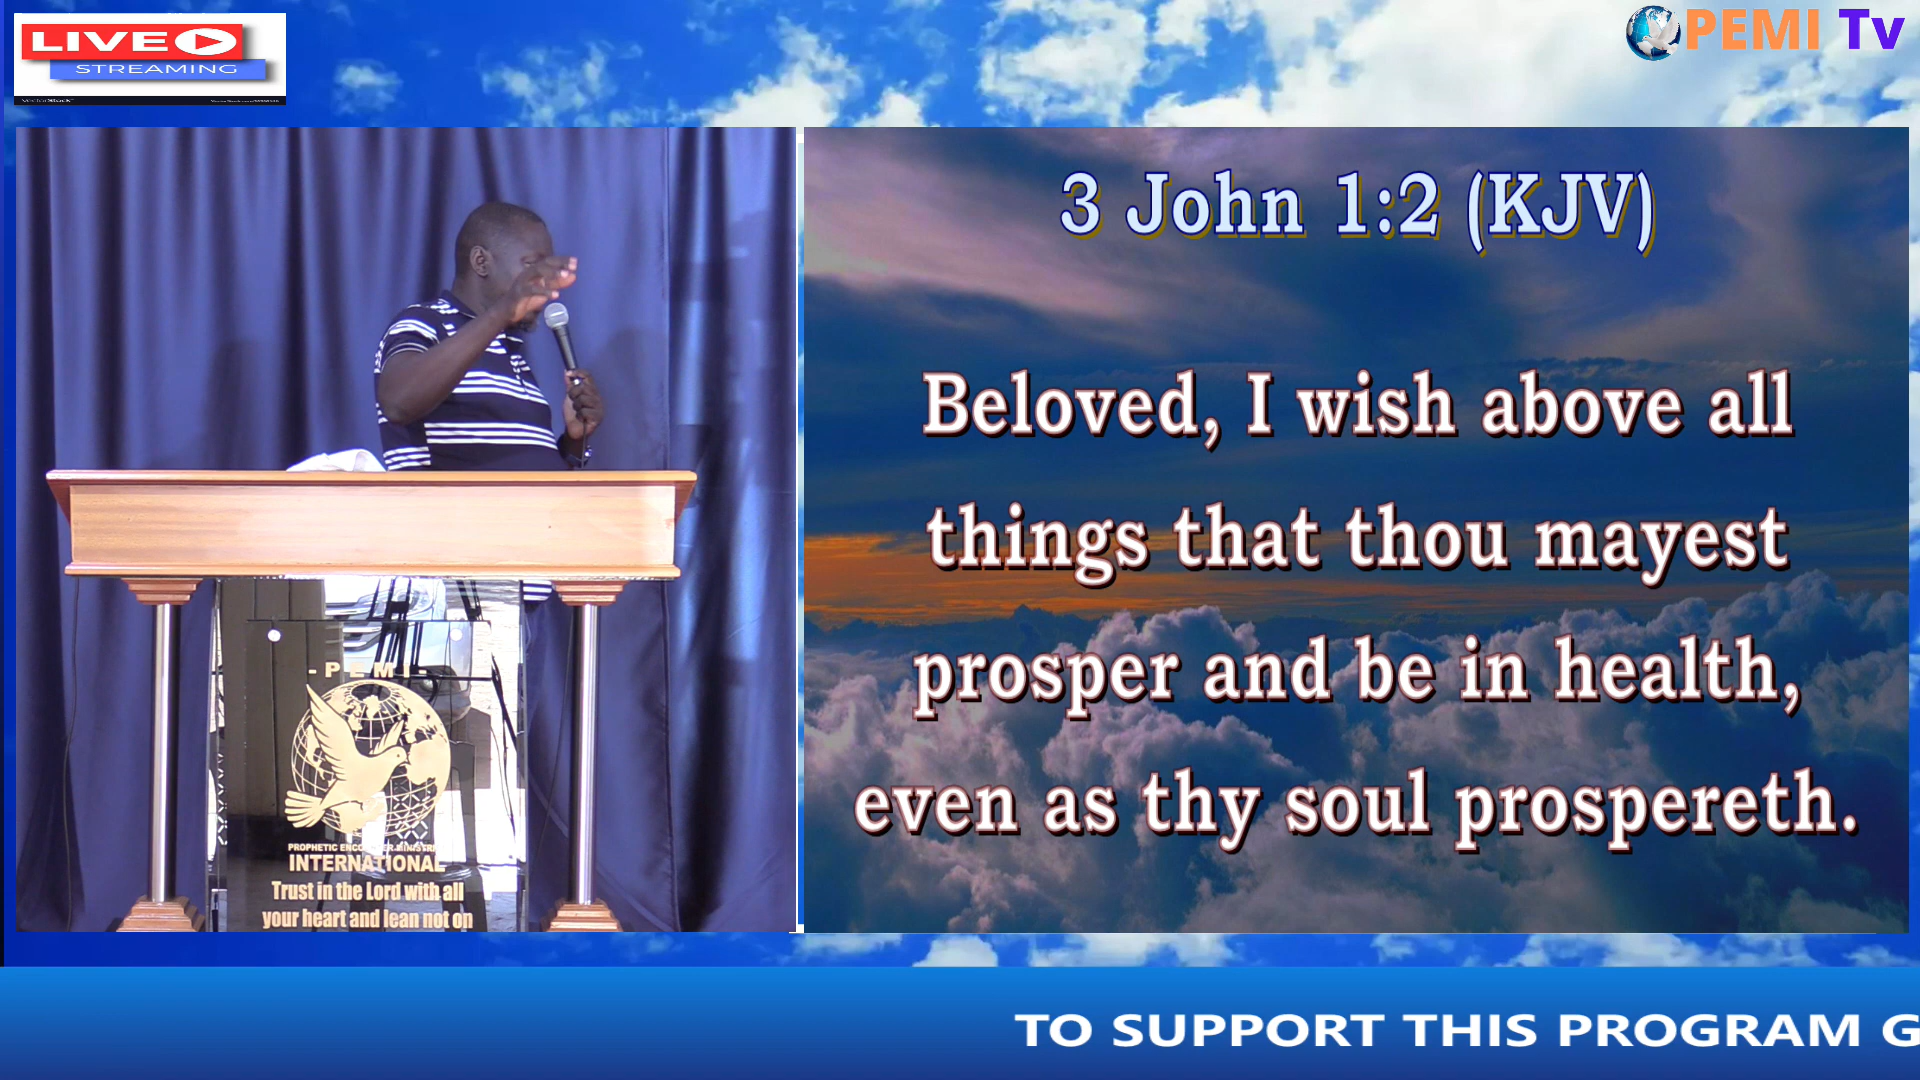 LIVE
STREAMING
VectorStock
PEMI Tv
3 John 1:2 (KJV)
Beloved, I wish above all
things that thou mayest
prosper and be in health,
even as thy soul prospereth.
- P E M I -
INTERNATIONAL
Trust in the Lord with all
your heart and lean not on
TO SUPPORT THIS PROGRAM G